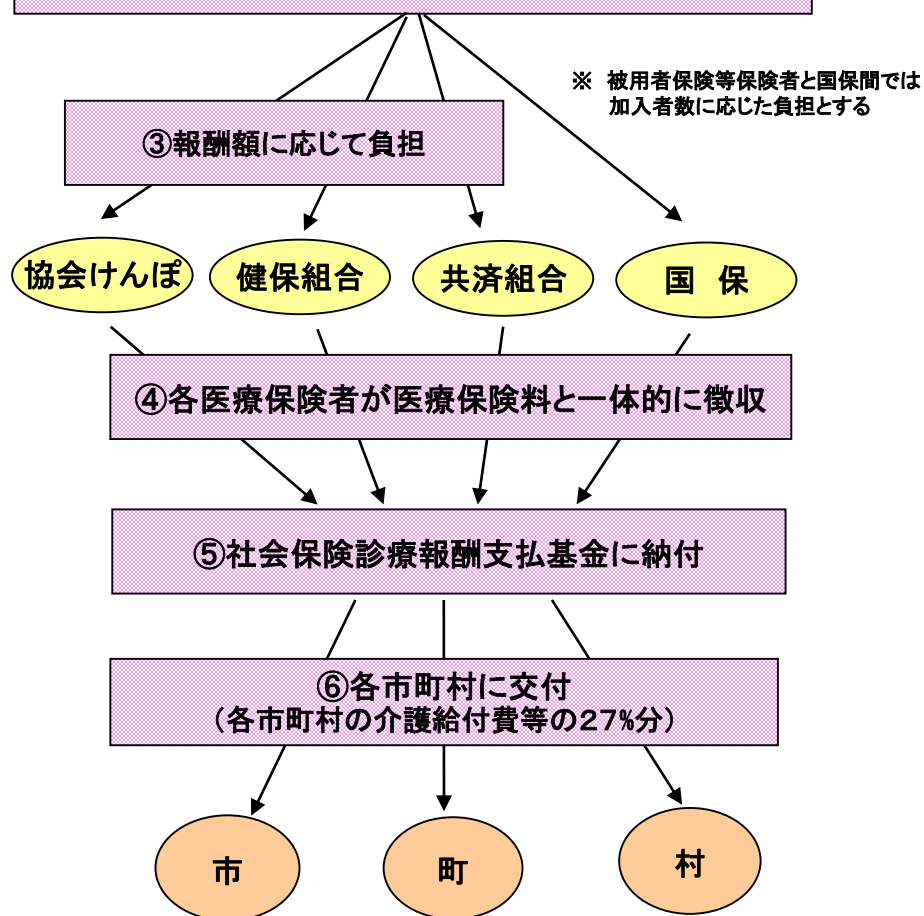 ※ 被用者保険等保険者と国保間では
加入者数に応じた負担とする
③報酬額に応じて負担
協会けんぽ
健保組合
共済組合
国 保
④各医療保険者が医療保険料と一体的に徴収
⑤社会保険診療報酬支払基金に納付
⑥各市町村に交付
（各市町村の介護給付費等の２７%分）
市
町
村